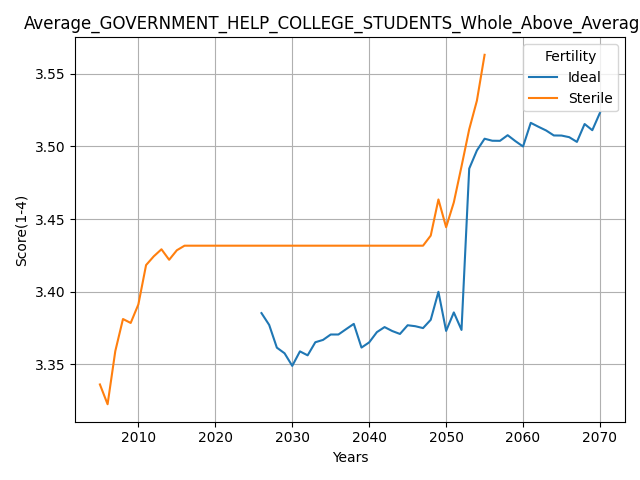 Average_GOVERNMENT_HELP_COLLEGE_STUDENTS_Whole_Above_Averag
Fertility
Ideal
Sterile
3.55
3.50
3.45
3.40
3.35
Score(1-4)
2010 2020 2030 2040 2050 2060 2070
Years